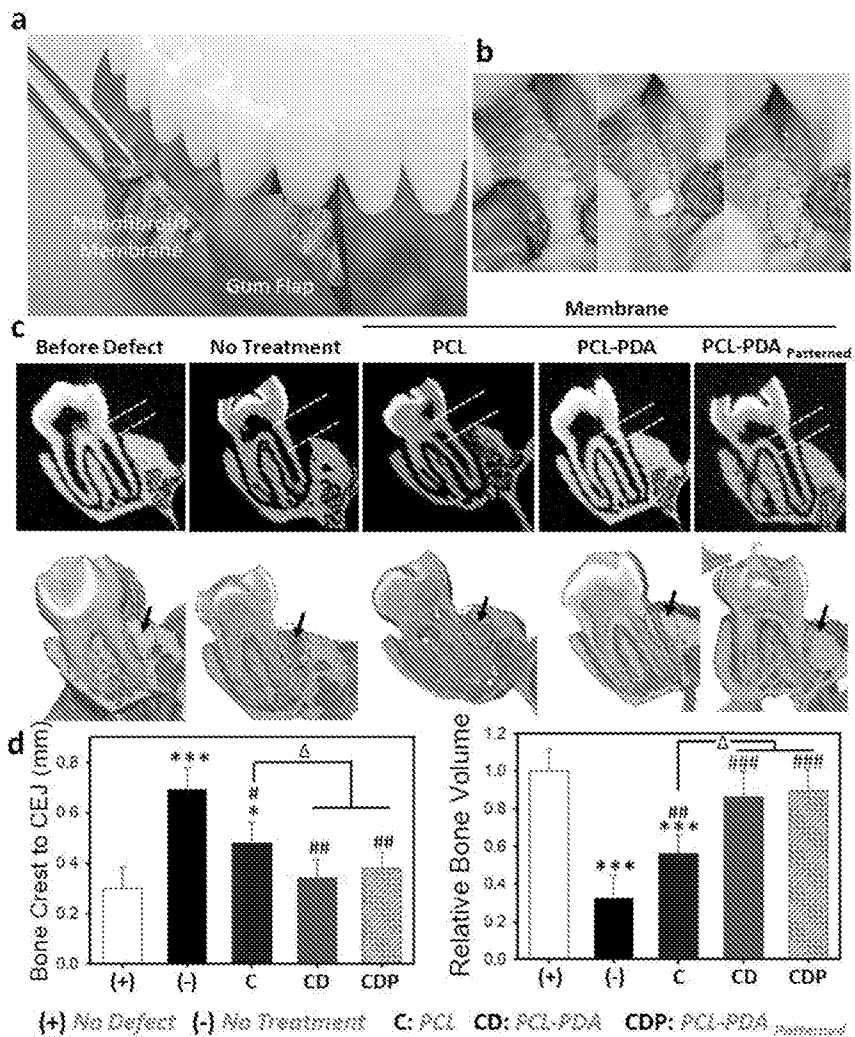 a
b
Nanofibrous
Membrane
Gum Flap
c
Membrane
Before Defect No Treatment PCL PCL-PDA PCL-PDA Patterned
d
Bone Crest to CEJ (mm)
0.8
0.6
0.4
0.2
0.0
***
#
*
Δ
##
##
(+) (-) C CD CDP
Relative Bone Volume
1.2
1.0
0.8
0.6
0.4
0.2
0.0
***
##
***
Δ
###
###
(+) (-) C CD CDP
(+) No Defect (-) No Treatment C: PCL CD: PCL-PDA CDP: PCL-PDA Patterned